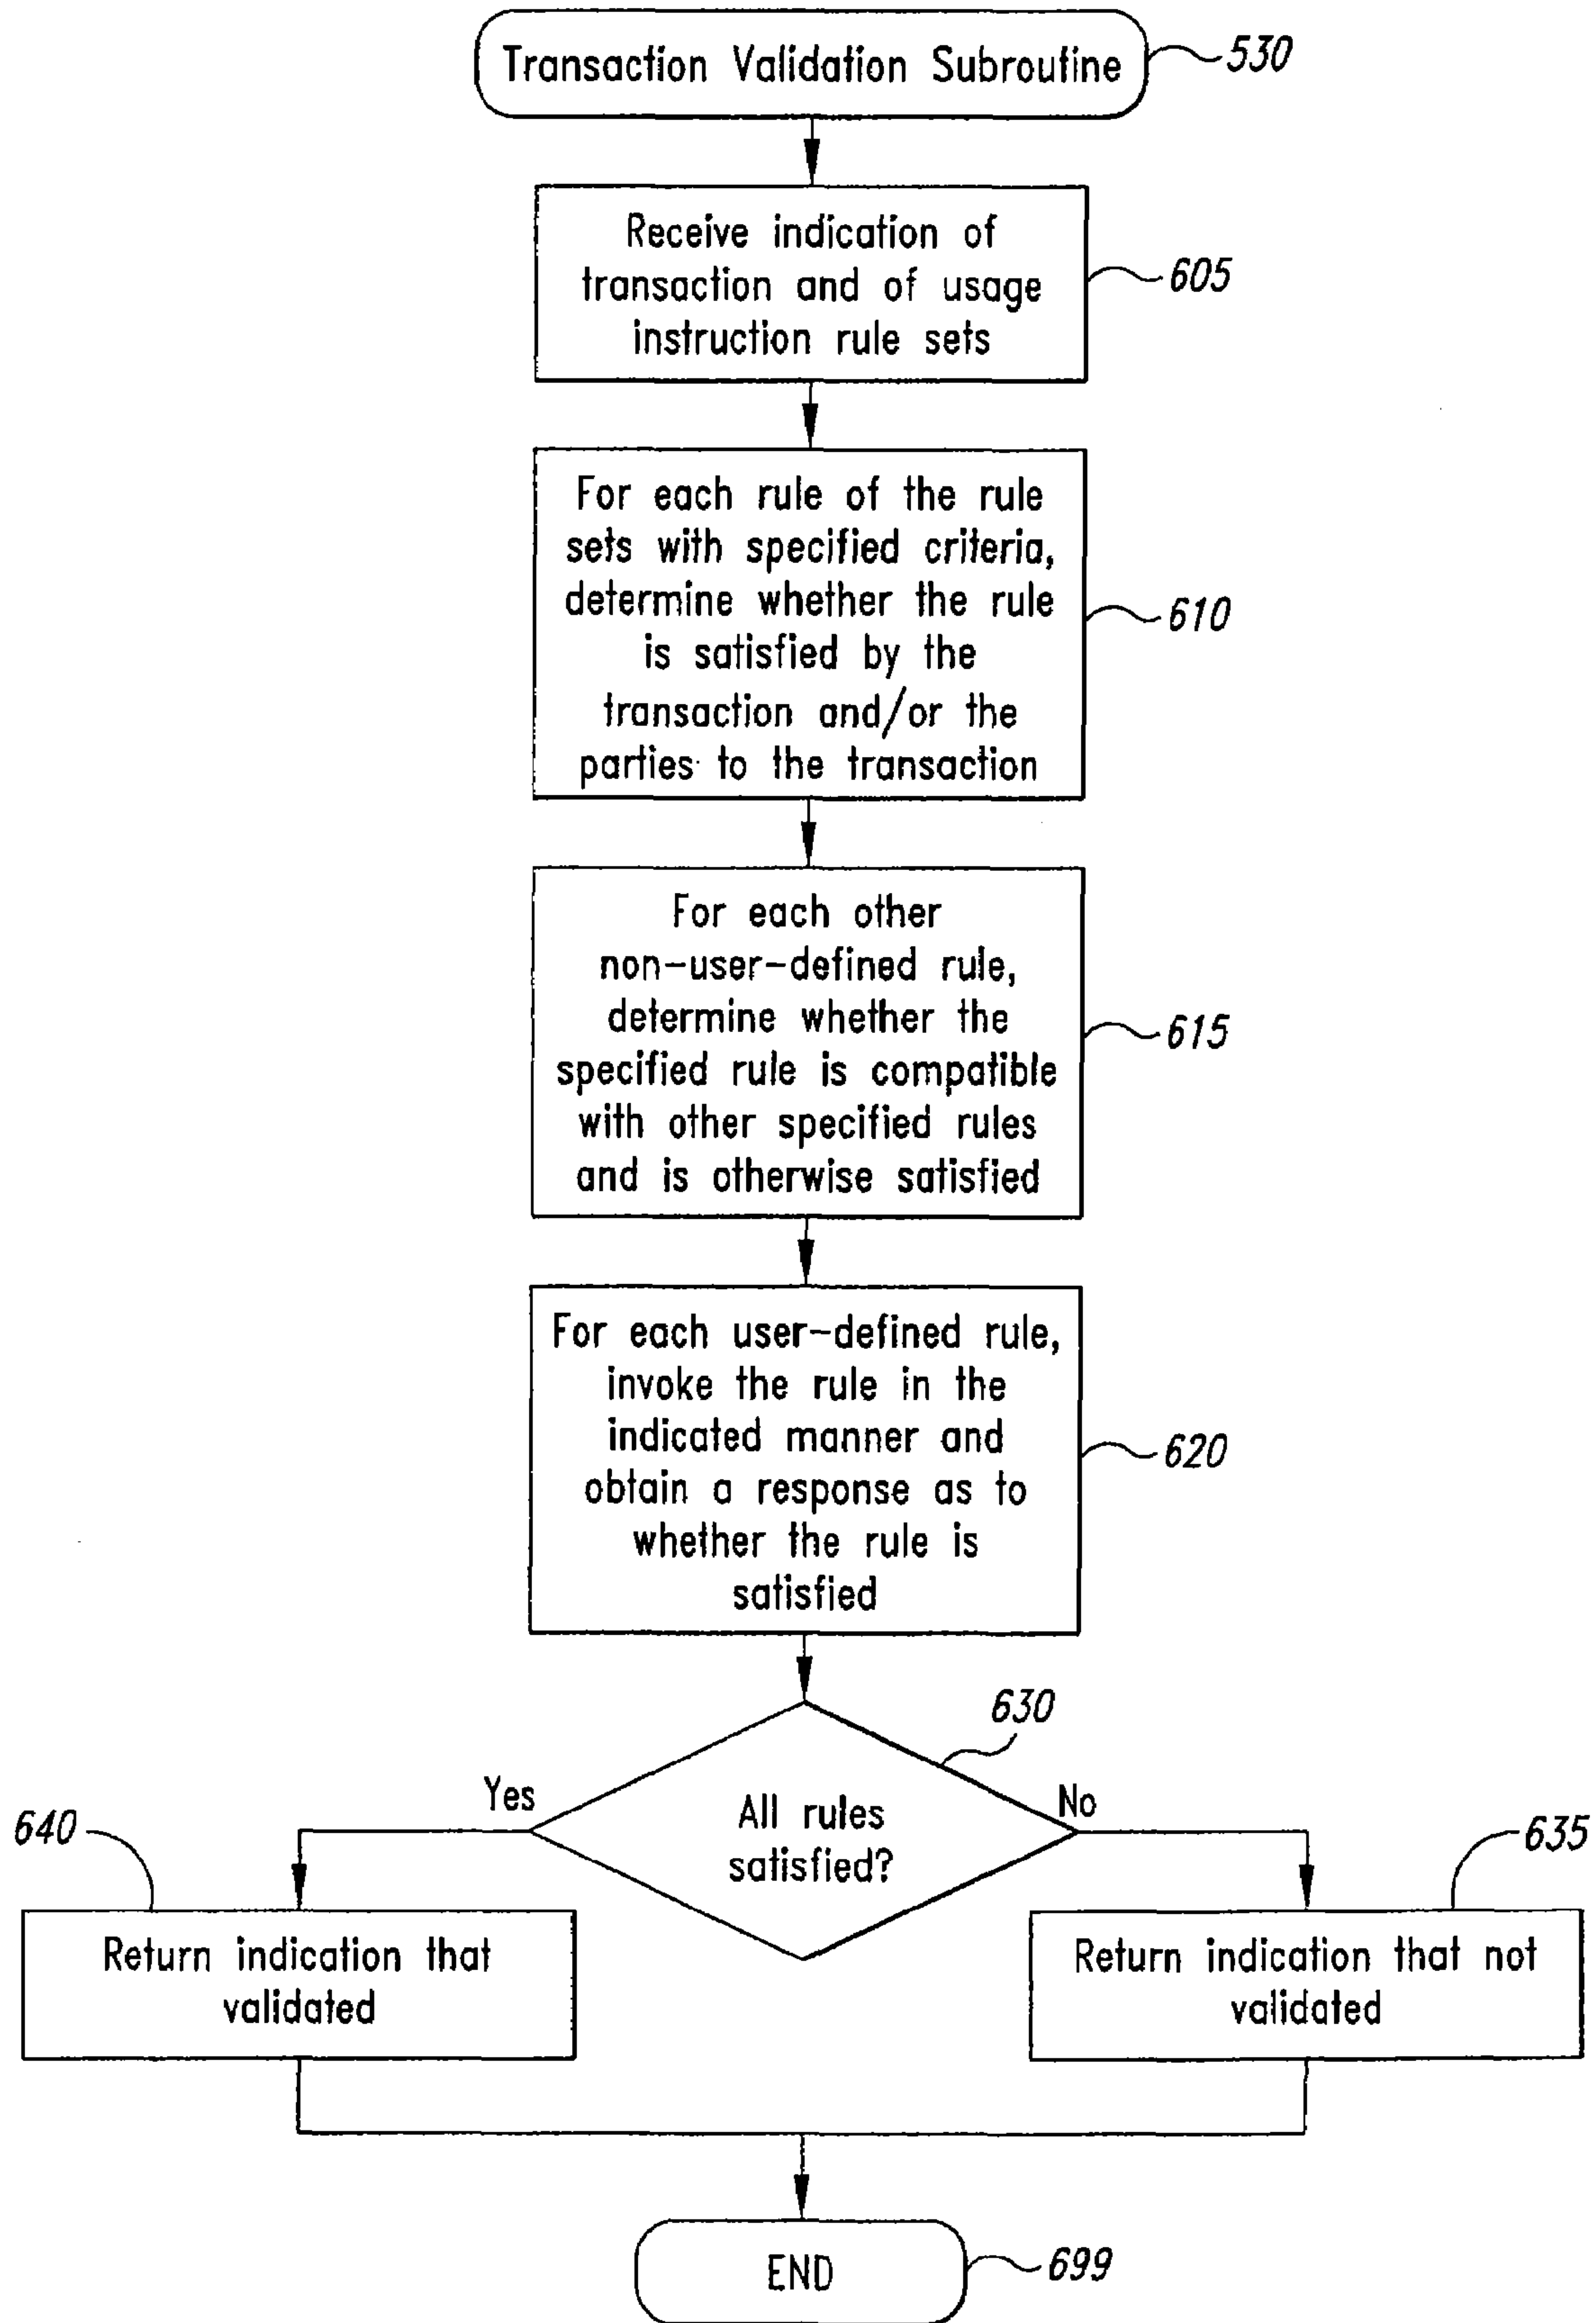 Transaction Validation Subroutine
530
Receive indication of
transaction and of usage
instruction rule sets
605
For each rule of the rule
sets with specified criteria,
determine whether the rule
is satisfied by the
transaction and/or the
parties to the transaction
610
For each other
non-user-defined rule,
determine whether the
specified rule is compatible
with other specified rules
and is otherwise satisfied
615
For each user-defined rule,
invoke the rule in the
indicated manner and
obtain a response as to
whether the rule is
satisfied
620
630
All rules
satisfied?
Yes
No
640
Return indication that
validated
635
Return indication that not
validated
END
699